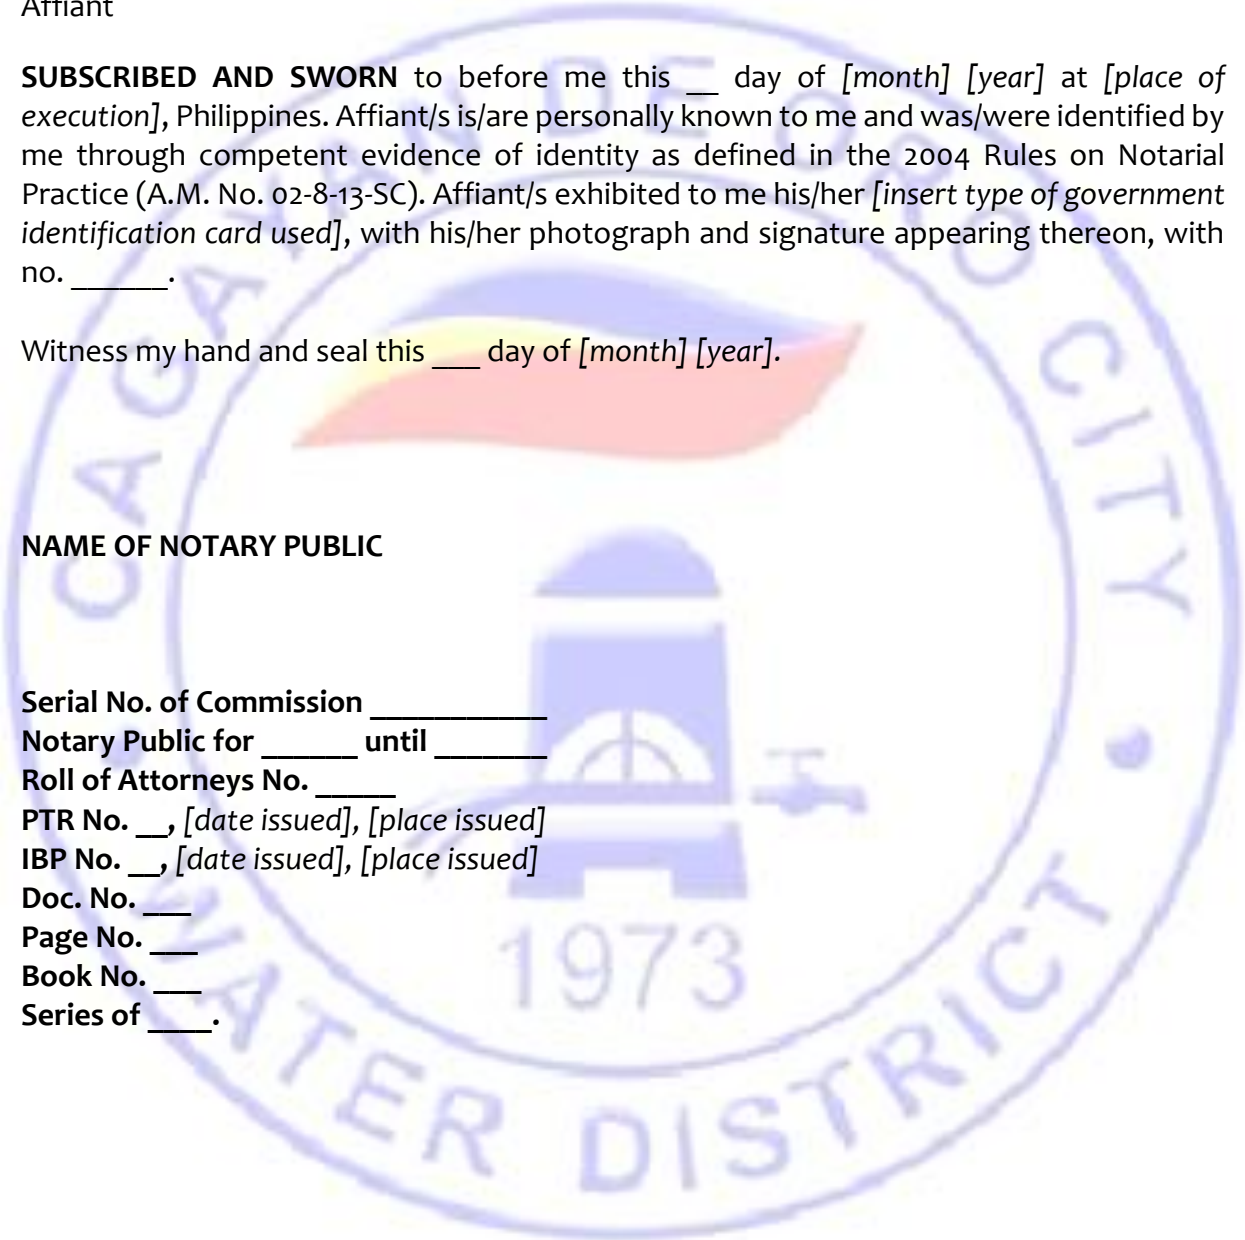 Affiant
SUBSCRIBED AND SWORN to before me this __ day of [month] [year] at [place of
execution], Philippines. Affiant/s is/are personally known to me and was/were identified by
me through competent evidence of identity as defined in the 2004 Rules on Notarial
Practice (A.M. No. 02-8-13-SC). Affiant/s exhibited to me his/her [insert type of government
identification card used], with his/her photograph and signature appearing thereon, with
no. ______.
Witness my hand and seal this ___ day of [month] [year].
NAME OF NOTARY PUBLIC
Serial No. of Commission ___________
Notary Public for ______ until _______
Roll of Attorneys No. _____
PTR No. __, [date issued], [place issued]
IBP No. __, [date issued], [place issued]
Doc. No. ___
Page No. ___
Book No. ___
Series of ____.
CAGAYAN DE ORO CITY
WATER DISTRICT
1973